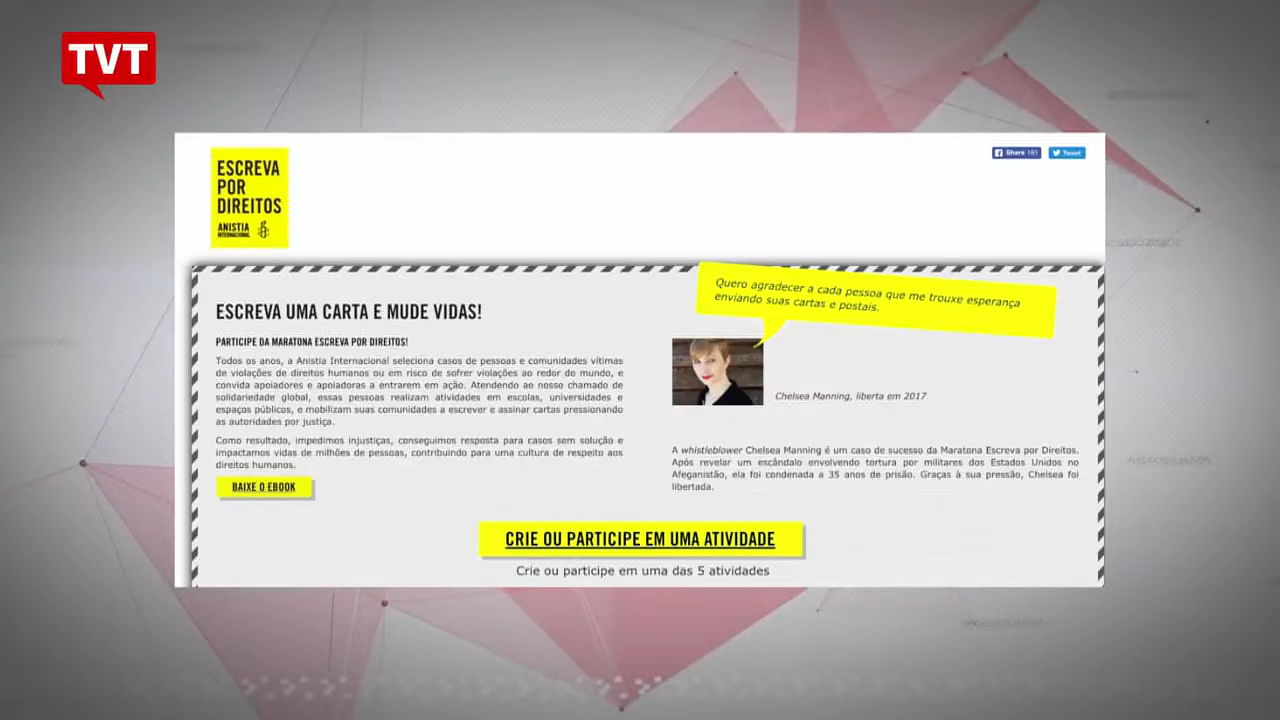 TVT
ESCREVA
POR
DIREITOS
ANISTIA
INTERNACIONAL
Share 161
Tweet
Quero agradecer a cada pessoa que me trouxe esperança
enviando suas cartas e postais.
ESCREVA UMA CARTA E MUDE VIDAS!
PARTICIPE DA MARATONA ESCREVA POR DIREITOS!
Todos os anos, a Anistia Internacional seleciona casos de pessoas e comunidades vítimas
de violações de direitos humanos ou em risco de sofrer violações ao redor do mundo, e
convida apoiadores e apoiadoras a entrarem em ação. Atendendo ao nosso chamado de
solidariedade global, essas pessoas realizam atividades em escolas, universidades e
espaços públicos, e mobilizam suas comunidades a escrever e assinar cartas pressionando
as autoridades por justiça.
Como resultado, impedimos injustiças, conseguimos resposta para casos sem solução e
impactamos vidas de milhões de pessoas, contribuindo para uma cultura de respeito aos
direitos humanos.
BAIXE O EBOOK
Chelsea Manning, liberta em 2017
A whistleblower Chelsea Manning é um caso de sucesso da Maratona Escreva por Direitos.
Após revelar um escândalo envolvendo tortura por militares dos Estados Unidos no
Afeganistão, ela foi condenada a 35 anos de prisão. Graças à sua pressão, Chelsea foi
libertada.
CRIE OU PARTICIPE EM UMA ATIVIDADE
Crie ou participe em uma das 5 atividades